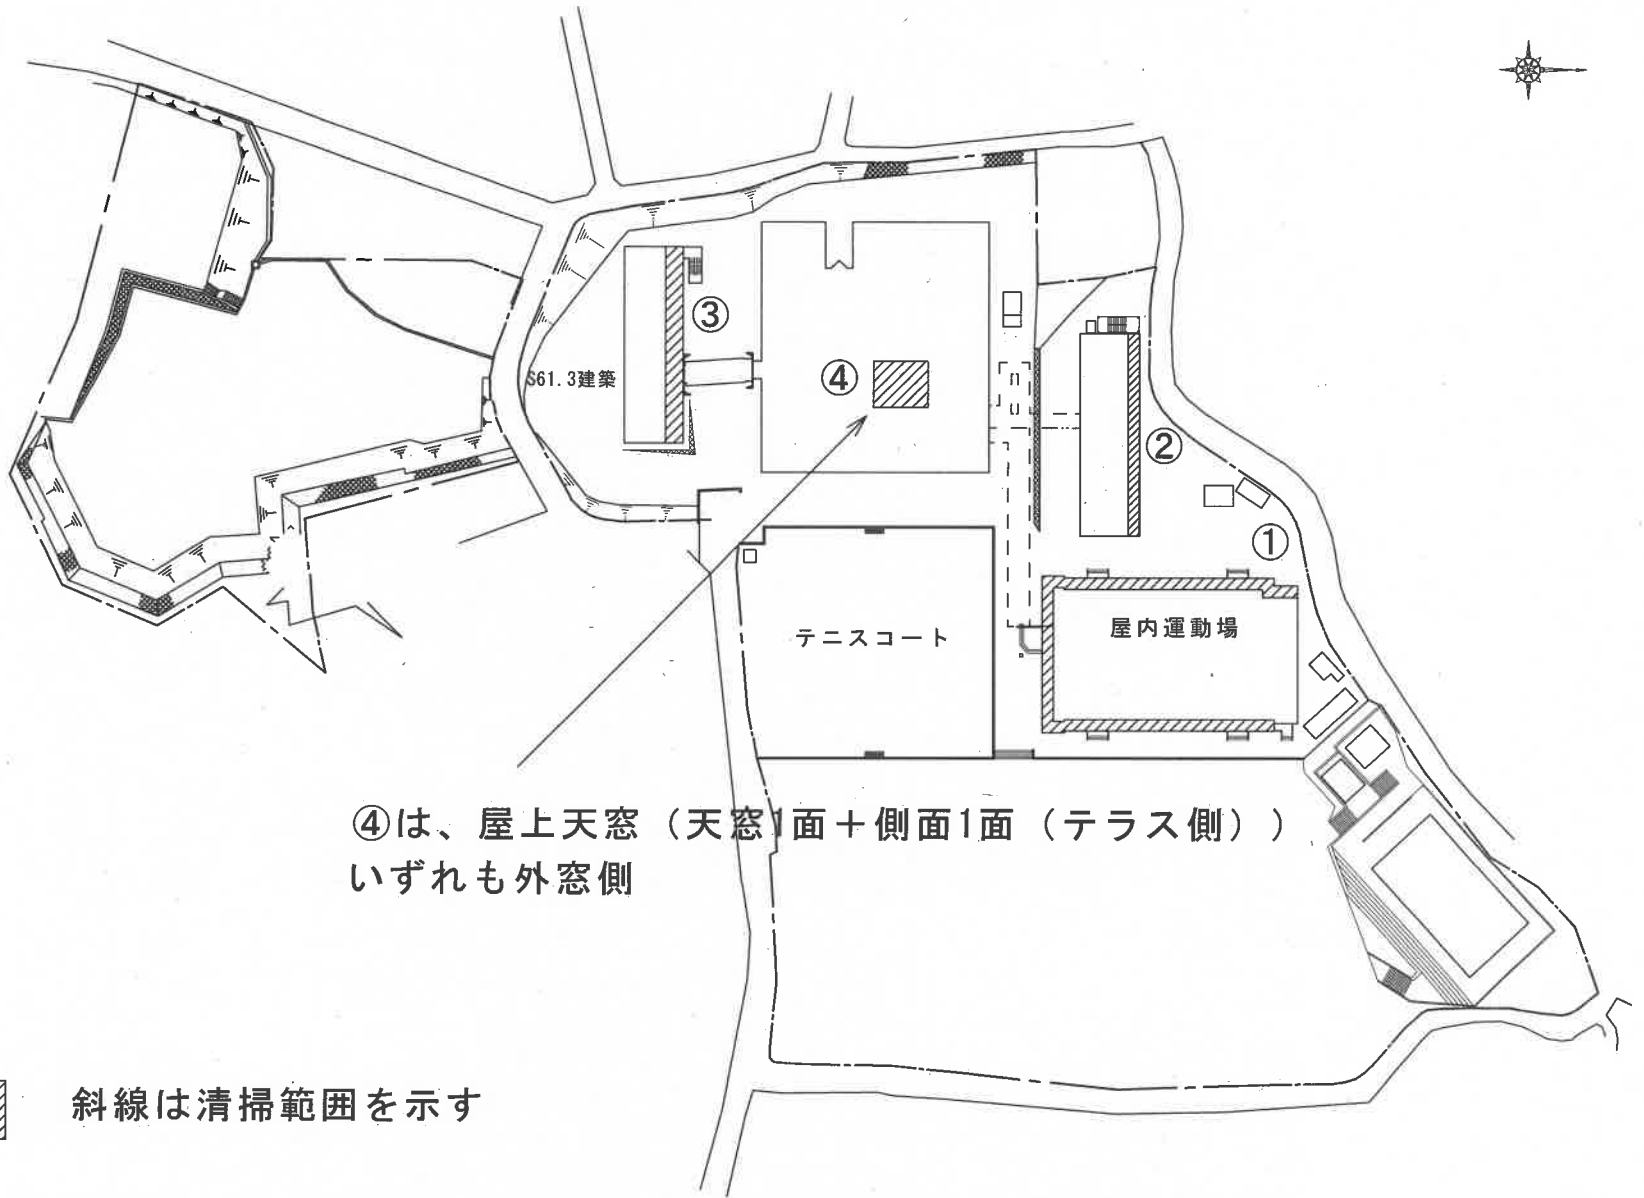 ③
S61.3建築
④
②
①
テニスコート
屋内運動場
④は、屋上天窓（天窓1面＋側面1面（テラス側））
いずれも外窓側
斜線は清掃範囲を示す